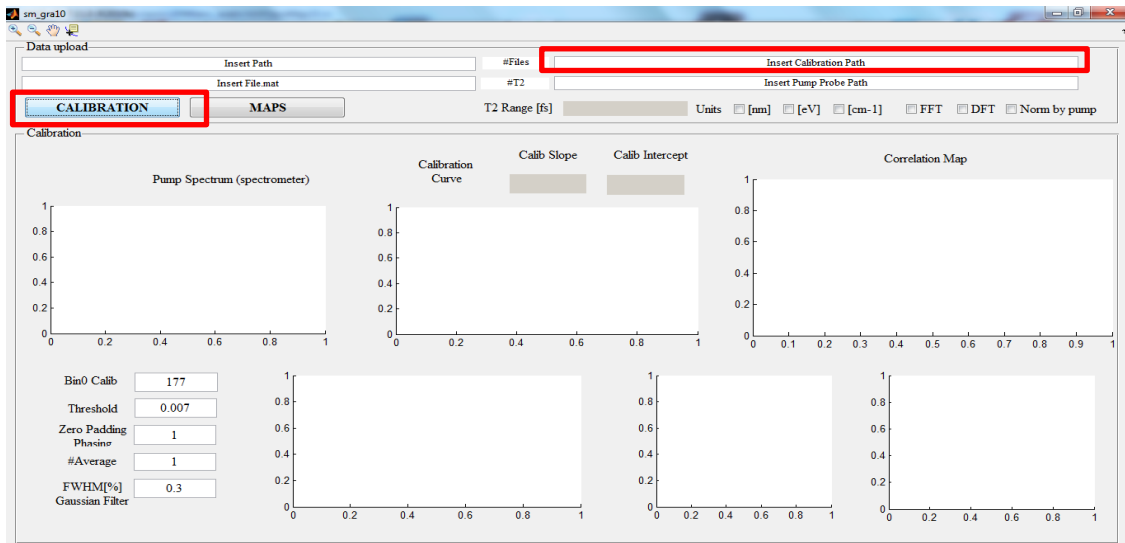 sm_gra10
Data upload
Insert Path #Files Insert Calibration Path
Insert File.mat #T2 Insert Pump Probe Path
CALIBRATION MAPS T2 Range [fs] Units [nm] [eV] [cm-1] FFT DFT Norm by pump
Calibration
Pump Spectrum (spectrometer)
1
0.8
0.6
0.4
0.2
0
0 0.2 0.4 0.6 0.8 1
Calibration
Curve
Calib Slope Calib Intercept
1
0.8
0.6
0.4
0.2
0
0 0.2 0.4 0.6 0.8 1
Correlation Map
1
0.8
0.6
0.4
0.2
0
0 0.1 0.2 0.3 0.4 0.5 0.6 0.7 0.8 0.9 1
Bin0 Calib 177
Threshold 0.007
Zero Padding
Phasing
1
#Average 1
FWHM[%]
Gaussian Filter
0.3
1
0.8
0.6
0.4
0.2
0
0 0.2 0.4 0.6 0.8 1
1
0.8
0.6
0.4
0.2
0
0 0.2 0.4 0.6 0.8 1
1
0.8
0.6
0.4
0.2
0
0 0.2 0.4 0.6 0.8 1